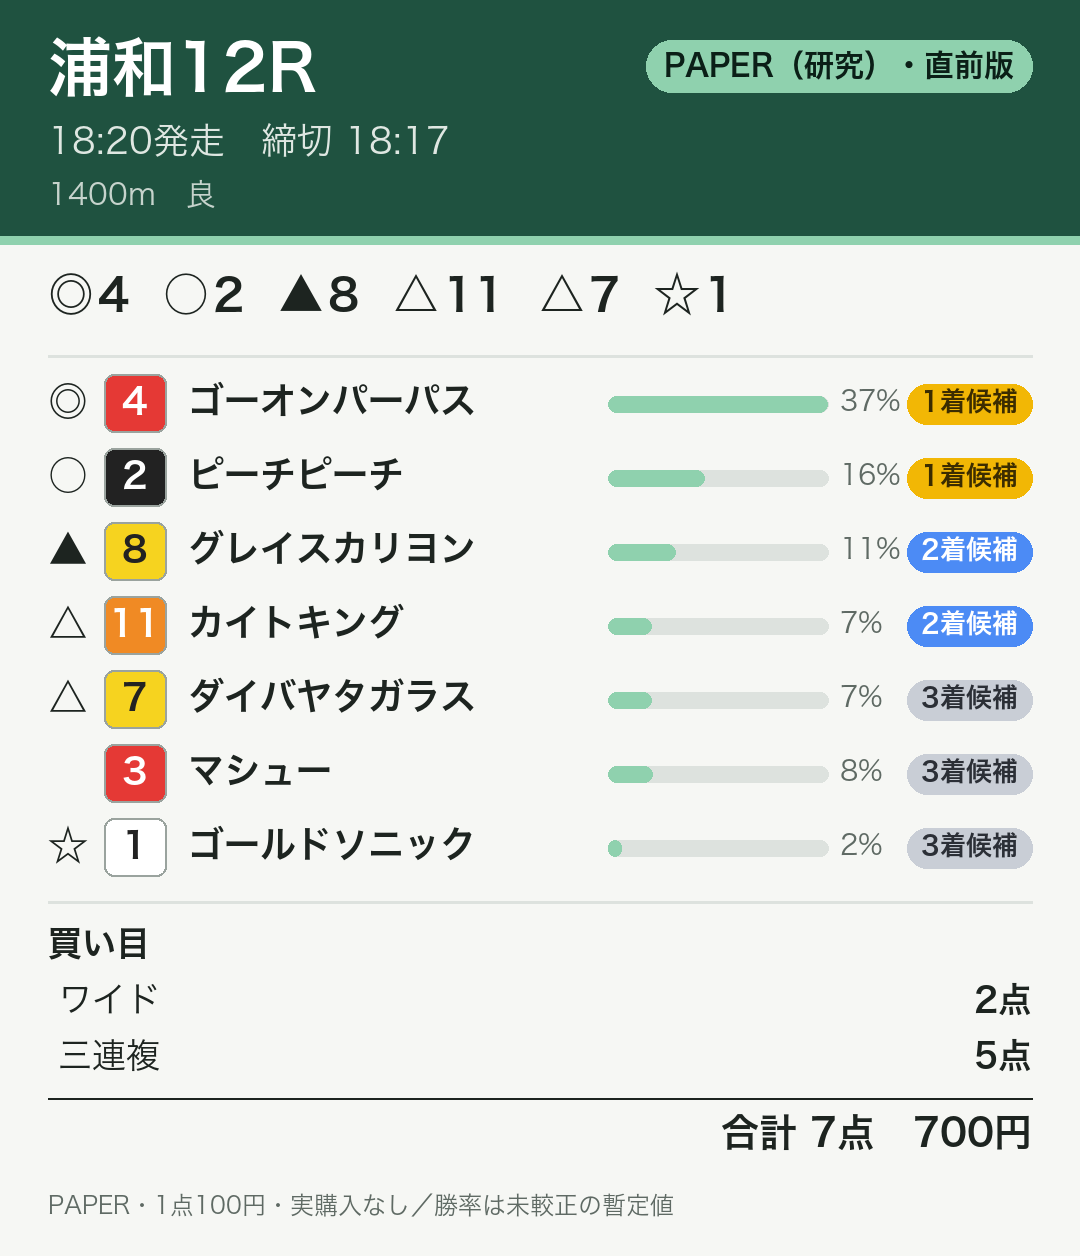 浦和12R
PAPER（研究）・直前版
18:20発走　締切 18:17
1400m　良
◎4 ○2 ▲8 △11 △7 ☆1
◎ 4 ゴーオンパーパス 37% 1着候補
○ 2 ピーチピーチ 16% 1着候補
▲ 8 グレイスカリヨン 11% 2着候補
△ 11 カイトキング 7% 2着候補
△ 7 ダイバヤタガラス 7% 3着候補
3 マシュー 8% 3着候補
☆ 1 ゴールドソニック 2% 3着候補
買い目
ワイド 2点
三連複 5点
合計 7点　700円
PAPER・1点100円・実購入なし／勝率は未較正の暫定値